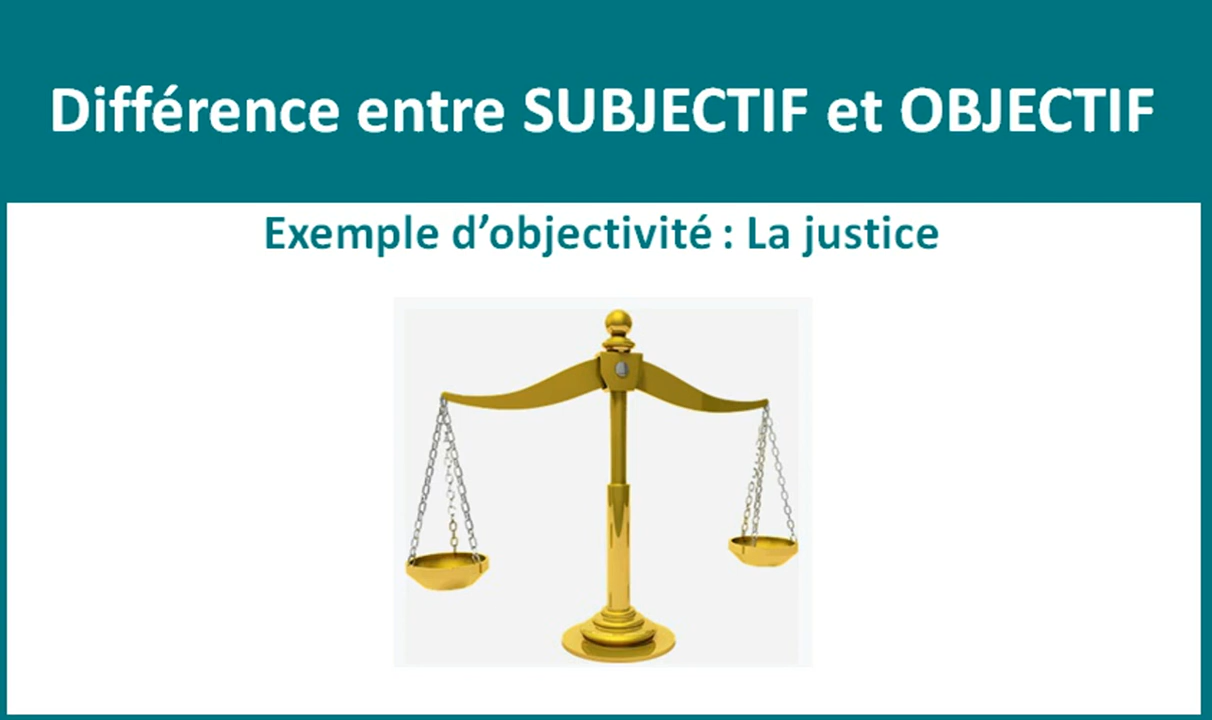 Différence entre SUBJECTIF et OBJECTIF
Exemple d’objectivité : La justice